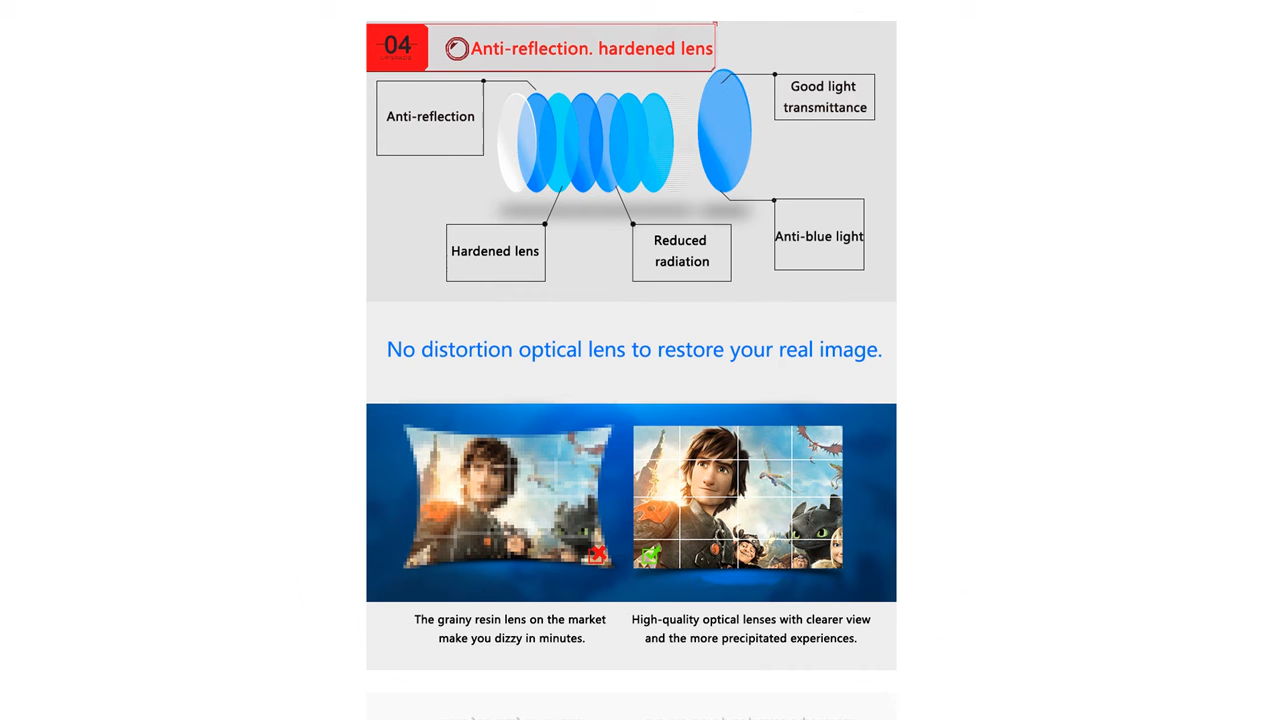 04
Anti-reflection. hardened lens
Good light
transmittance
Anti-reflection
Hardened lens
Reduced
radiation
Anti-blue light
No distortion optical lens to restore your real image.
The grainy resin lens on the market
make you dizzy in minutes.
High-quality optical lenses with clearer view
and the more precipitated experiences.